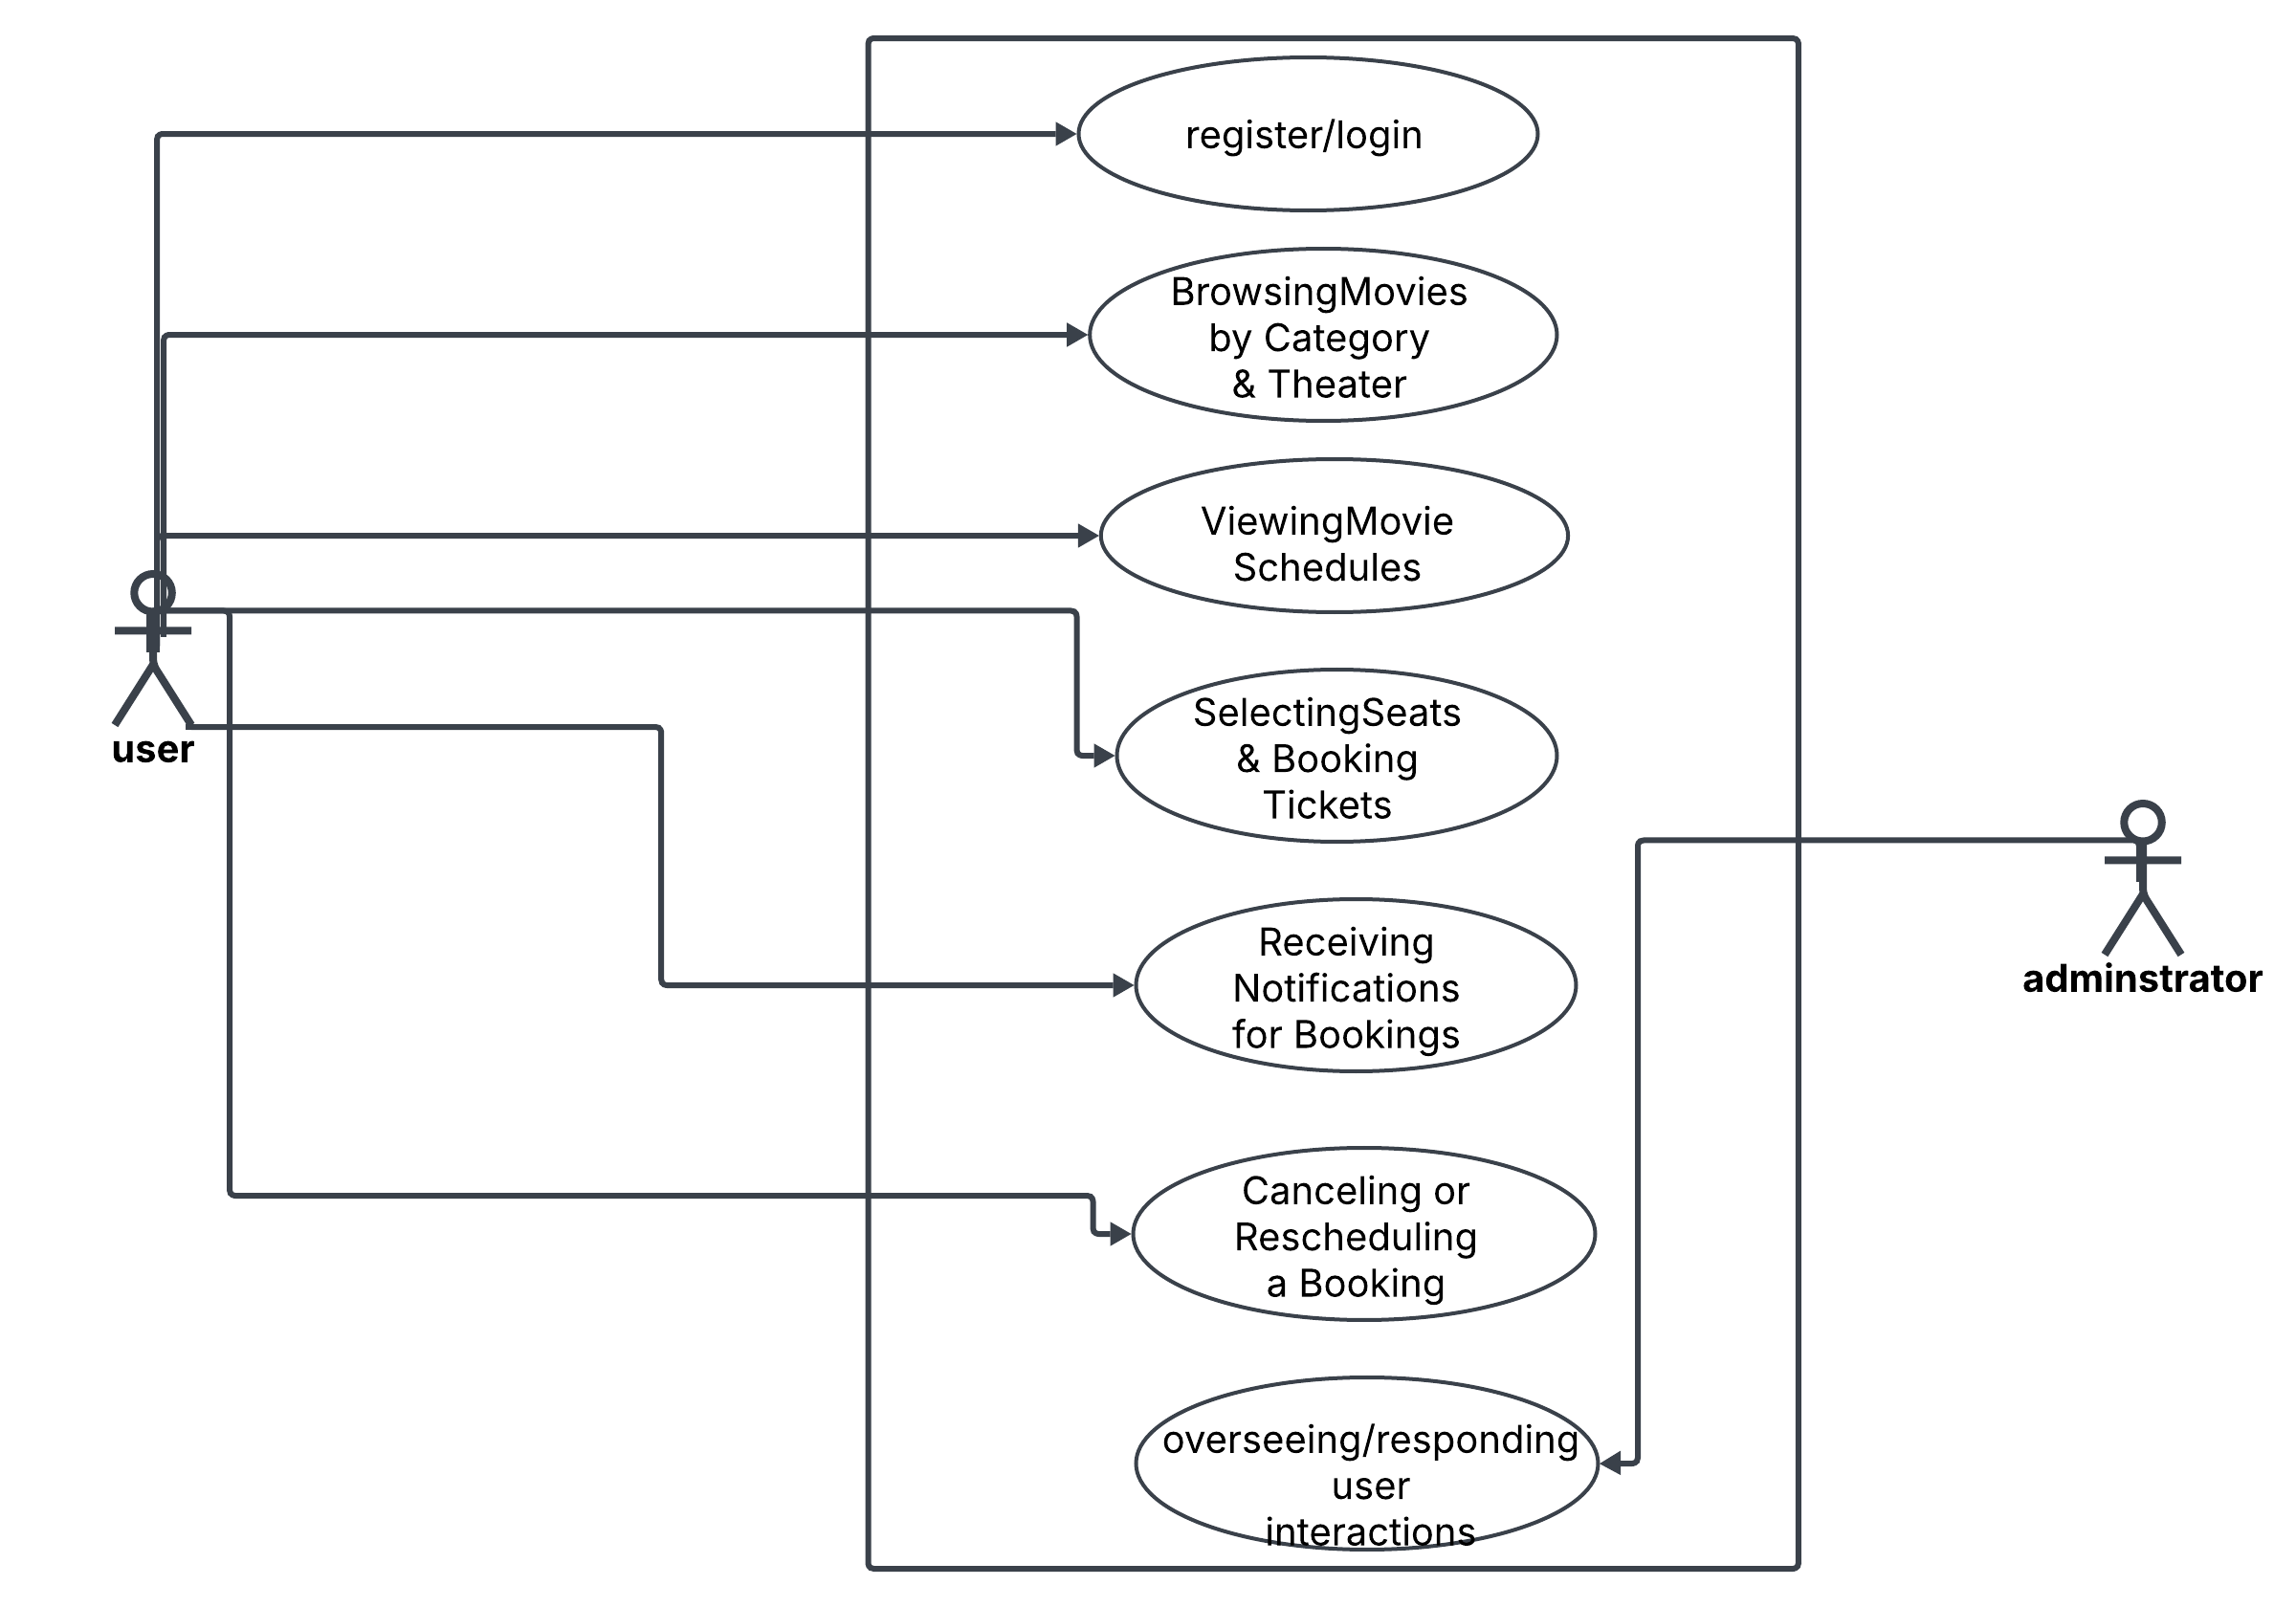 register/login
BrowsingMovies
by Category
& Theater
ViewingMovie
Schedules
user
SelectingSeats
& Booking
Tickets
Receiving
Notifications
for Bookings
adminstrator
Canceling or
Rescheduling
a Booking
overseeing/responding
user
interactions